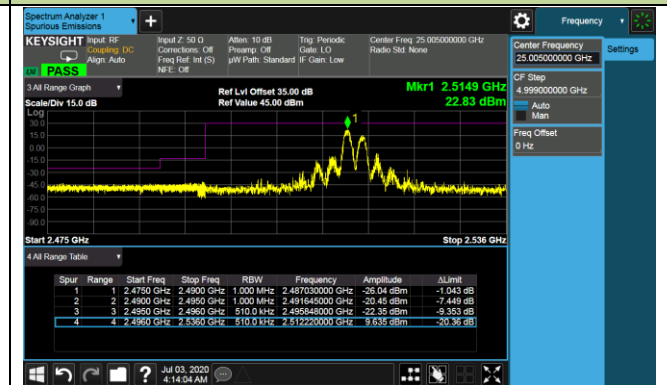 Spectrum Analyzer 1
Spurious Emissions
Frequency
KEYSIGHT Input: RF
Coupling: DC
Align: Auto
Input Z: 50 Ω
Corrections: Off
Freq Ref: Int (S)
NFE: Off
Atten: 10 dB
Preamp: Off
µW Path: Standard
Trig: Periodic
Gate: LO
IF Gain: Low
Center Freq: 25.005000000 GHz
Radio Std: None
LVI PASS
Center Frequency
25.005000000 GHz
Settings
CF Step
4.999000000 GHz
Auto
Man
Freq Offset
0 Hz
3 All Range Graph
Scale/Div 15.0 dB
Ref Lvl Offset 35.00 dB
Ref Value 45.00 dBm
Mkr1 2.5149 GHz
22.83 dBm
Log
30.0
15.0
0.00
-15.0
-30.0
-45.0
-60.0
-75.0
-90.0
1
Start 2.475 GHz
Stop 2.536 GHz
4 All Range Table
Spur Range Start Freq Stop Freq RBW Frequency Amplitude ΔLimit
1 1 2.4750 GHz 2.4900 GHz 1.000 MHz 2.487030000 GHz -26.04 dBm -1.043 dB
2 2 2.4900 GHz 2.4950 GHz 1.000 MHz 2.491645000 GHz -20.45 dBm -7.449 dB
3 3 2.4950 GHz 2.4960 GHz 510.0 kHz 2.495848000 GHz -22.35 dBm -9.353 dB
4 4 2.4960 GHz 2.5360 GHz 510.0 kHz 2.512220000 GHz 9.635 dBm -20.36 dB
Jul 03, 2020
4:14:04 AM